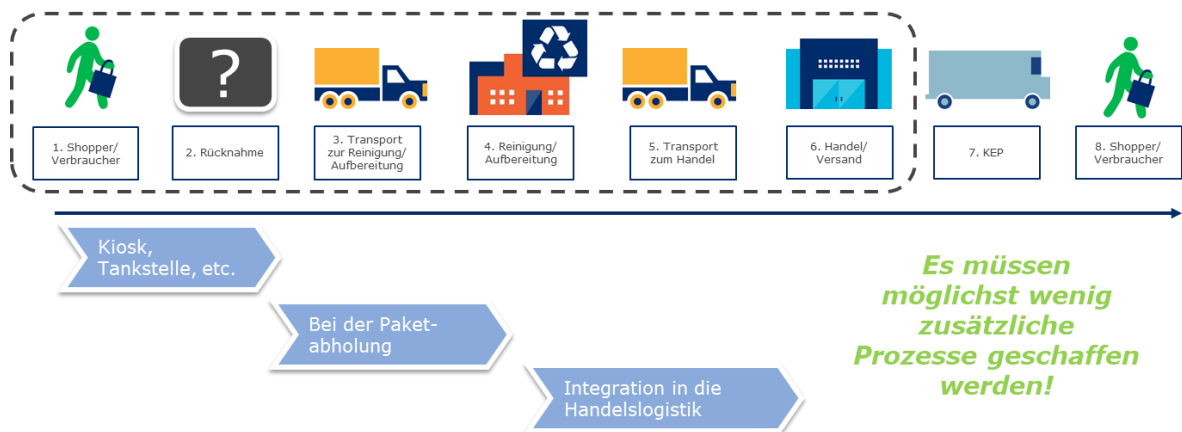 ?
1. Shopper/
Verbraucher
2. Rücknahme
3. Transport
zur Reinigung/
Aufbereitung
4. Reinigung/
Aufbereitung
5. Transport
zum Handel
6. Handel/
Versand
7. KEP
8. Shopper/
Verbraucher
Kiosk,
Tankstelle, etc.
Bei der Paket-
abholung
Integration in die
Handelslogistik
Es müssen
möglichst wenig
zusätzliche
Prozesse geschaffen
werden!